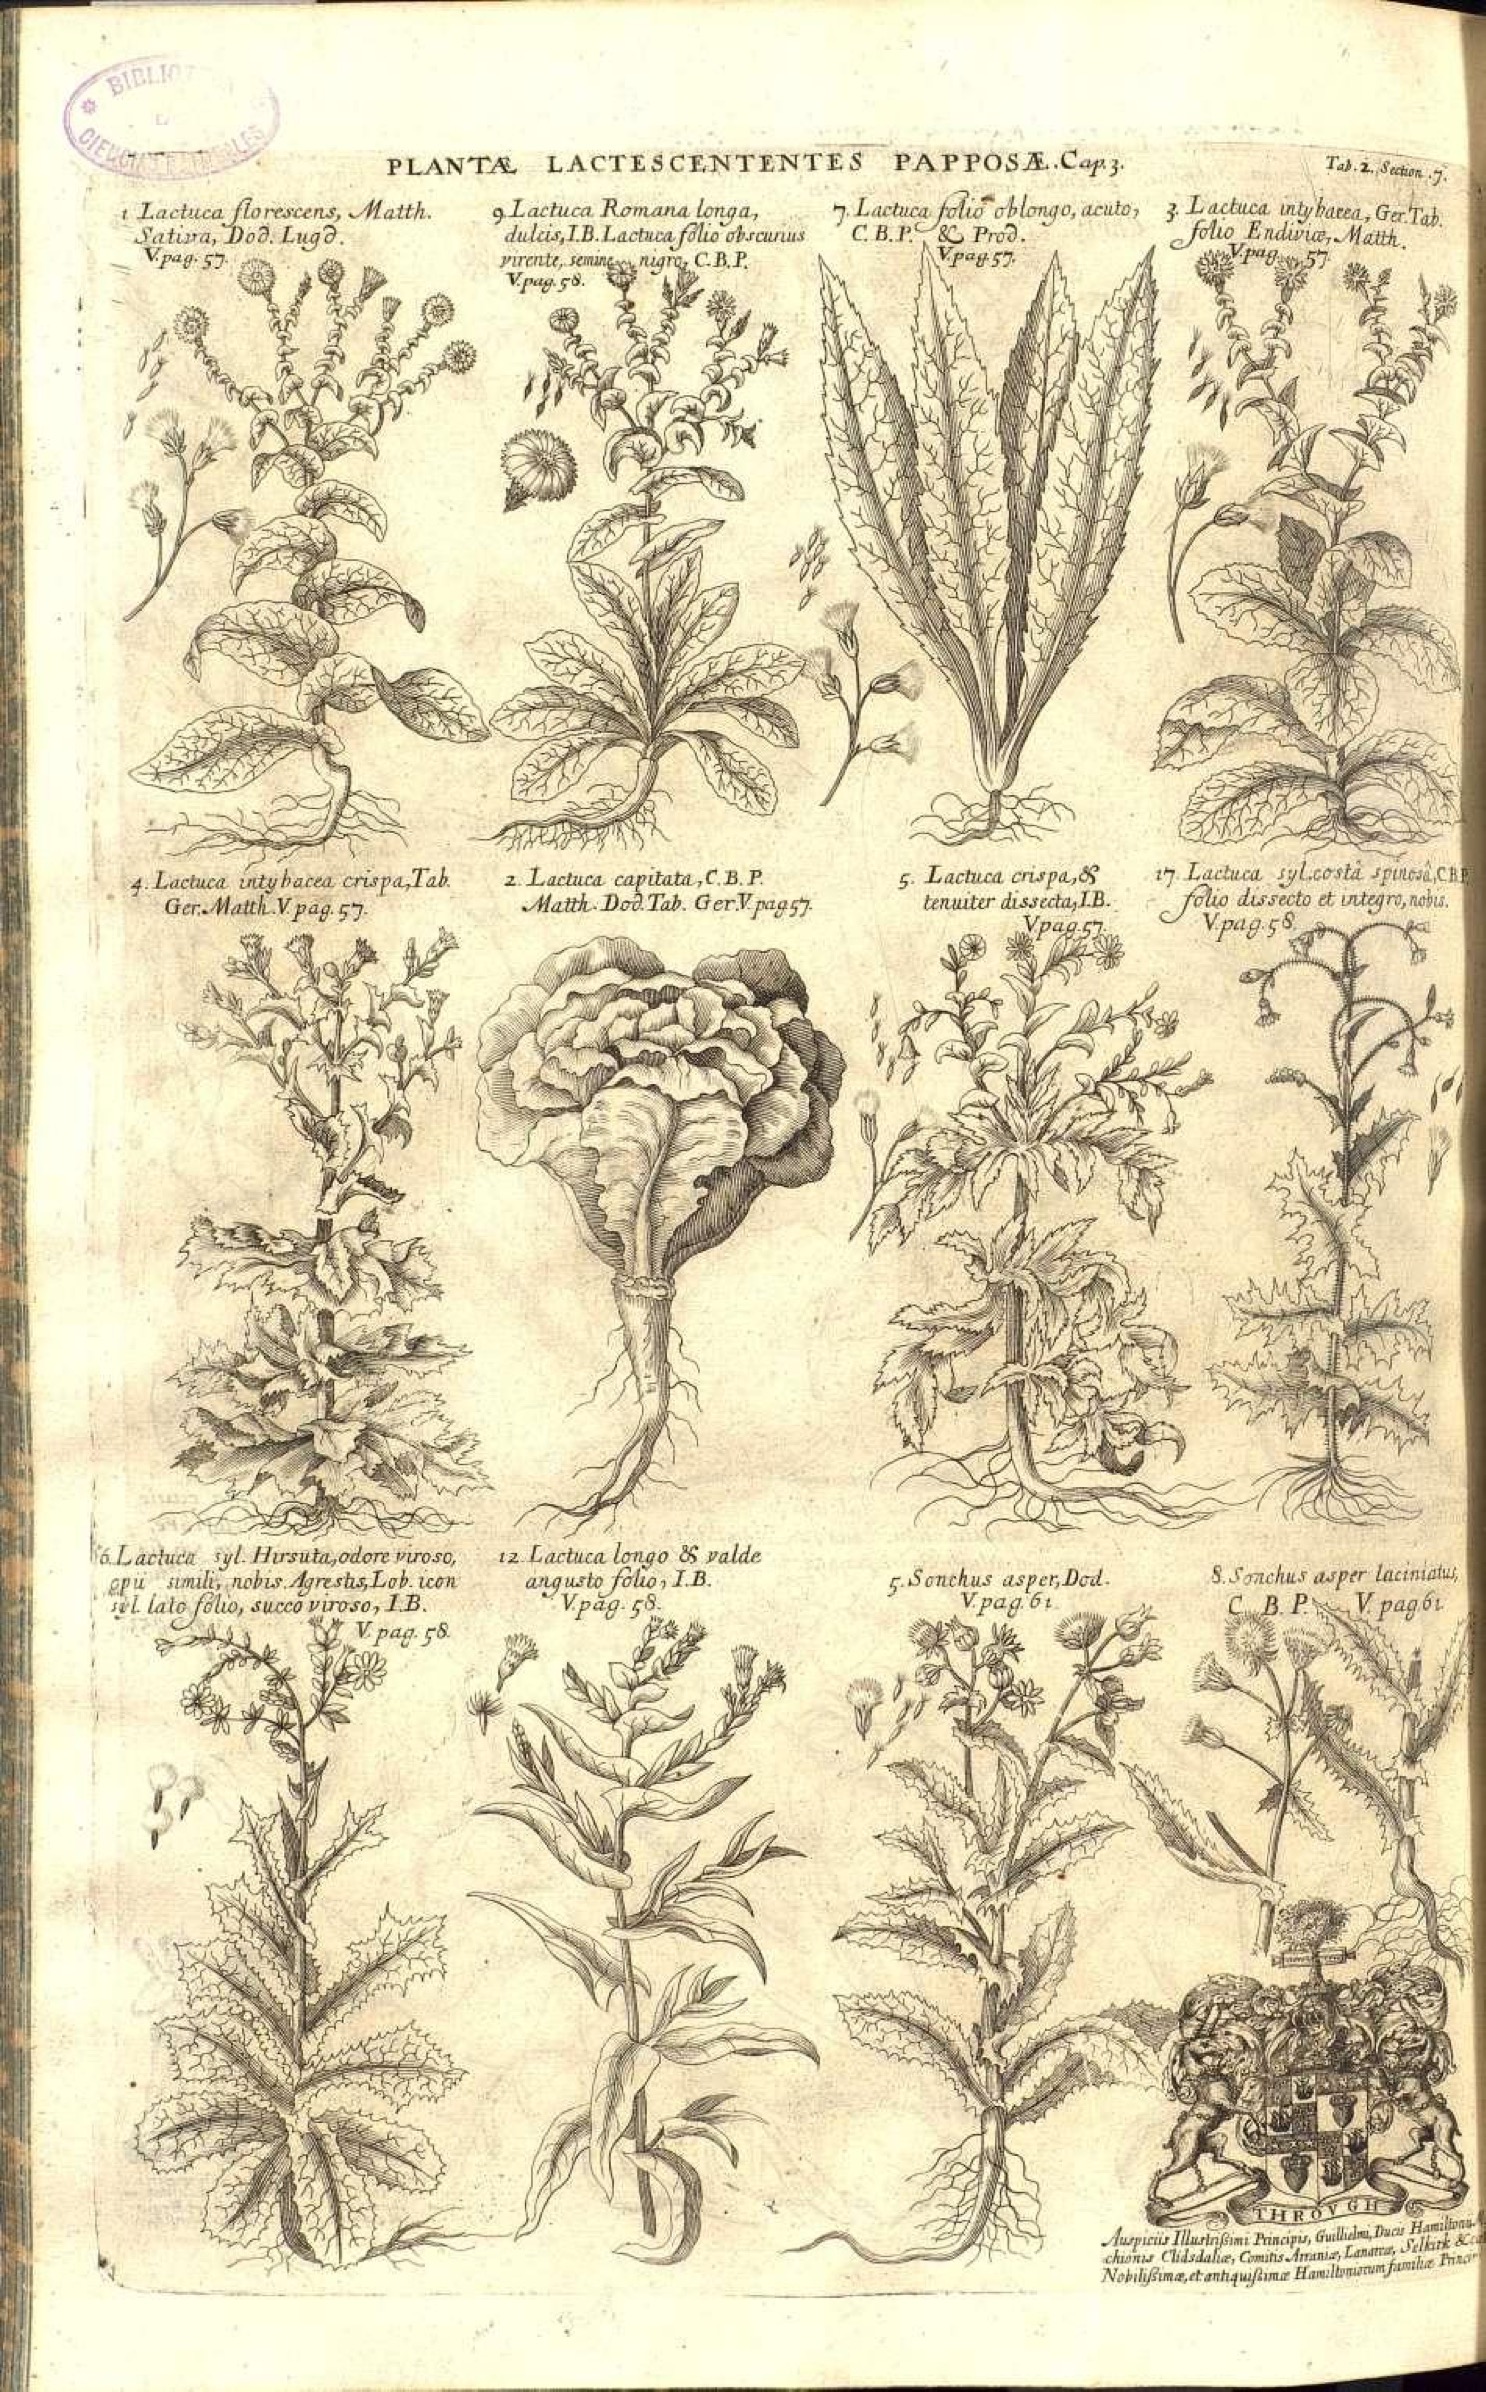 BIBLIOT
CIENCIAS
PLANTÆ LACTESCENTENTES PAPPOSÆ. Cap. 3.
Tab. 2. Section. 7.
1 Lactuca florescens, Matth.
Sativa, Dod. Lugd.
V. pag. 57.
9. Lactuca Romana longa,
dulcis, I.B. Lactuca folio obscurius
virente, semine nigro, C.B.P.
V. pag. 58.
7. Lactuca folio oblongo, acuto,
C. B. P. & Prod.
V. pag. 57.
3. Lactuca intybacea, Ger. Tab.
folio Endiviæ, Matth.
V. pag. 57.
4. Lactuca intybacea crispa, Tab.
Ger. Matth. V. pag. 57.
2. Lactuca capitata, C. B. P.
Matth. Dod. Tab. Ger. V. pag 57.
5. Lactuca crispa, &
tenuiter dissecta, I.B.
V. pag. 57.
17. Lactuca syl. costâ spinosâ, C.B.P.
folio dissecto et integro, nobis.
V. pag. 58.
6. Lactuca syl. Hirsuta, odore viroso,
opii simili, nobis. Agrestis, Lob. icon
syl. lato folio, succo viroso, I.B.
V. pag. 58.
12. Lactuca longo & valde
angusto folio, I.B.
V. pag. 58.
5. Sonchus asper, Dod.
V. pag. 61.
8. Sonchus asper laciniatus,
C. B. P. V. pag 61.
THROVGH
Auspiciis Illustrissimi Principis, Guilhelmi, Ducis Hamiltonii
chionis Clidsdaliæ, Comitis Arraniæ, Lanarcæ, Selkirk &c
Nobilissimæ, et antiquissimæ Hamiltoniorum familiæ Princi